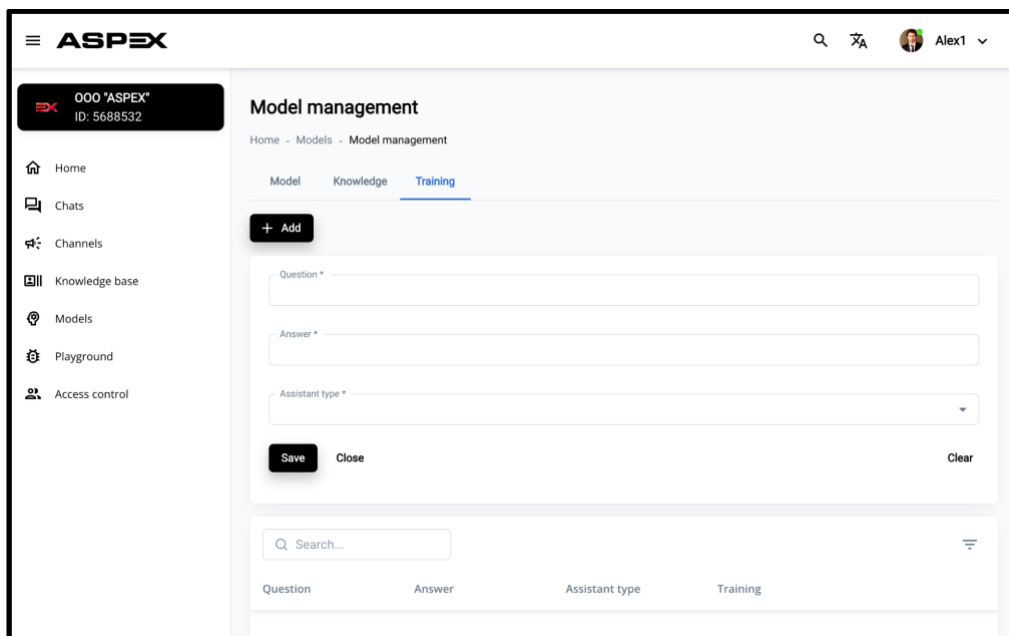 ASPEX
Alex1
OOO "ASPEX"
ID: 5688532
Home
Chats
Channels
Knowledge base
Models
Playground
Access control
Model management
Home - Models - Model management
Model Knowledge Training
+ Add
Question *
Answer *
Assistant type *
Save Close Clear
Search...
Question Answer Assistant type Training